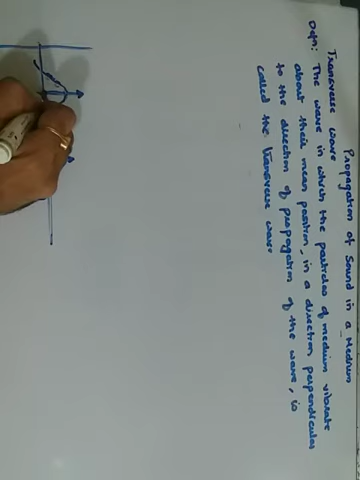 Propagation of Sound in a Medium
Transverse wave
Defn: The wave in which the particles of medium vibrate
about their mean position, in a direction perpendicular
to the direction of propagation of the wave, is
called the Transverse wave